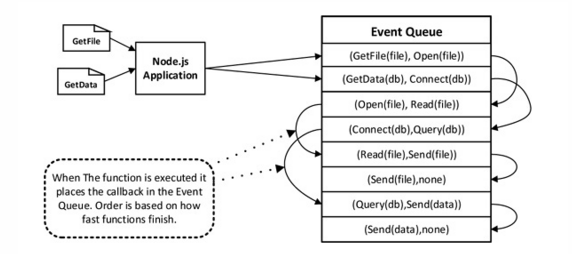 GetFile
GetData
Node.js
Application
Event Queue
(GetFile(file), Open(file))
(GetData(db), Connect(db))
(Open(file), Read(file))
(Connect(db),Query(db))
(Read(file),Send(file))
(Send(file),none)
(Query(db),Send(data))
(Send(data),none)
When The function is executed it
places the callback in the Event
Queue. Order is based on how
fast functions finish.